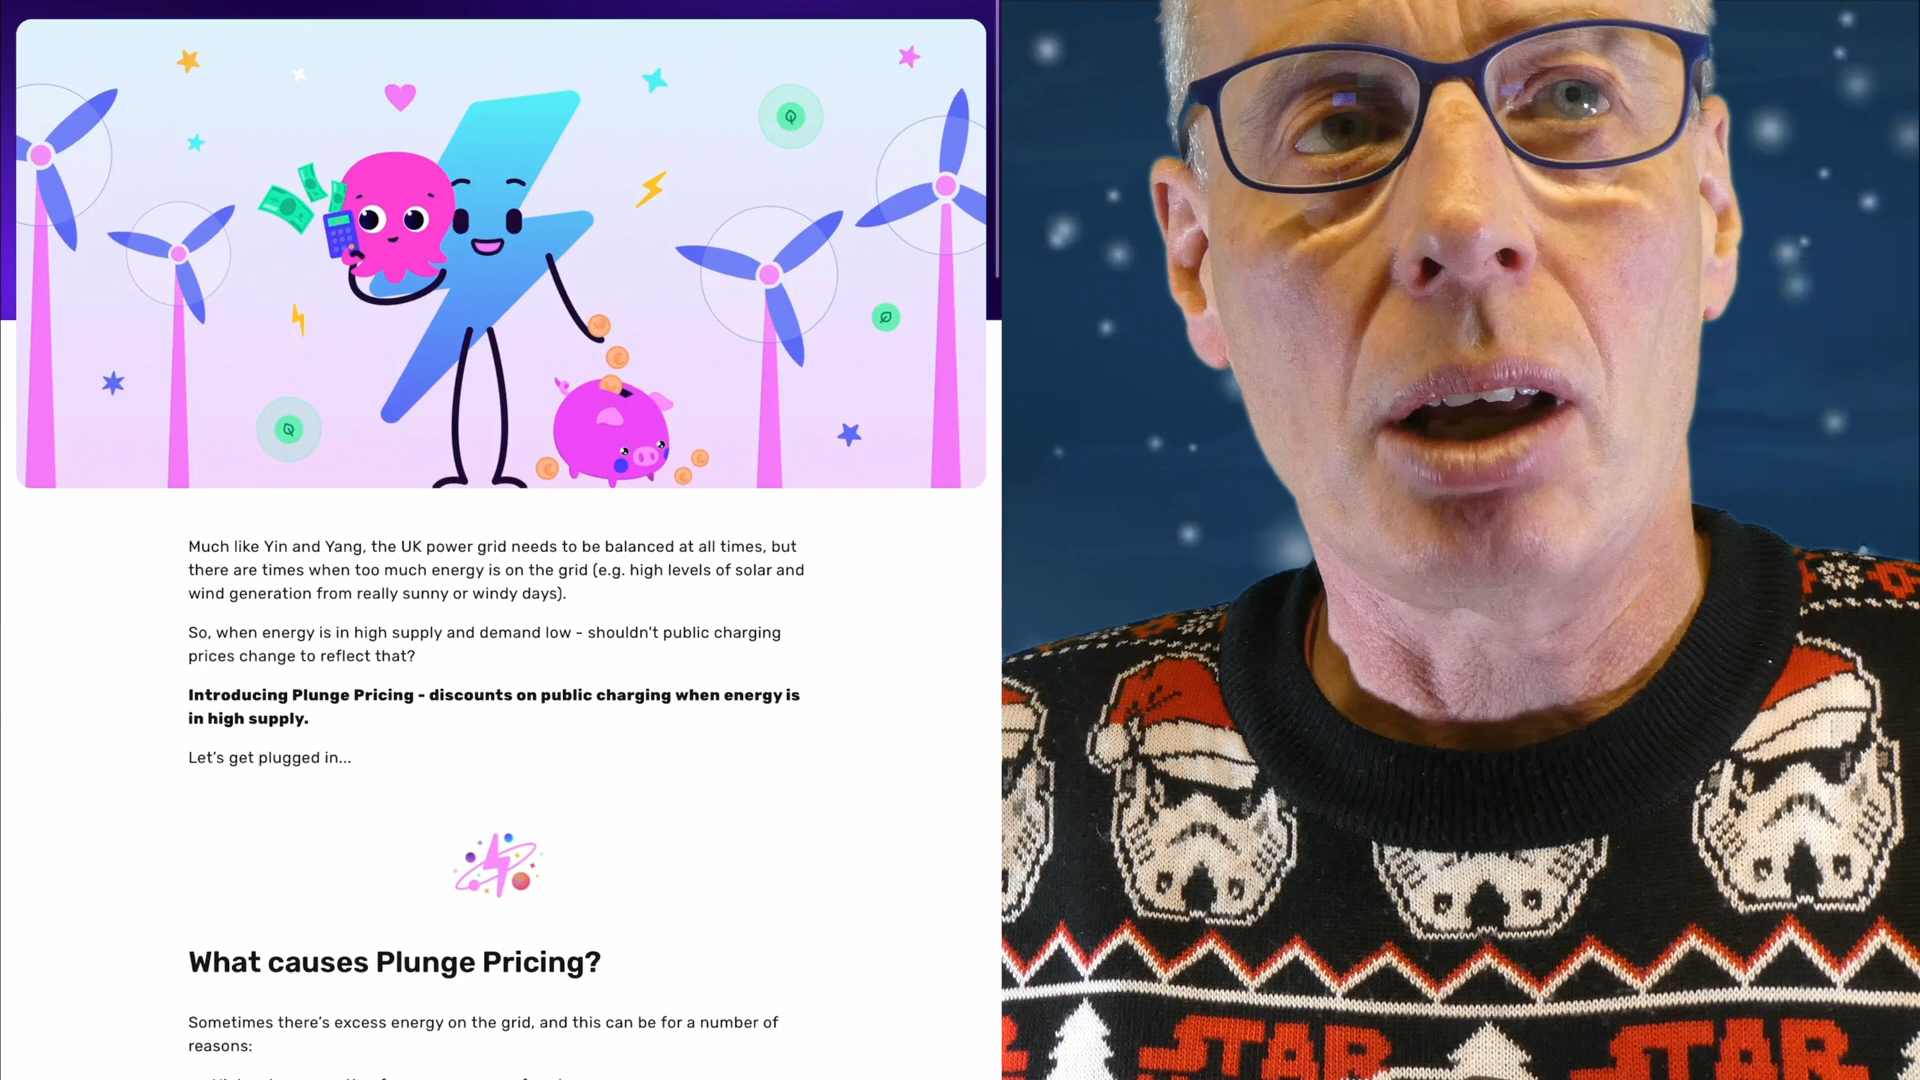 Much like Yin and Yang, the UK power grid needs to be balanced at all times, but
there are times when too much energy is on the grid (e.g. high levels of solar and
wind generation from really sunny or windy days).
So, when energy is in high supply and demand low - shouldn't public charging
prices change to reflect that?
Introducing Plunge Pricing - discounts on public charging when energy is
in high supply.
Let's get plugged in...
What causes Plunge Pricing?
Sometimes there's excess energy on the grid, and this can be for a number of
reasons:
STAR
STAR